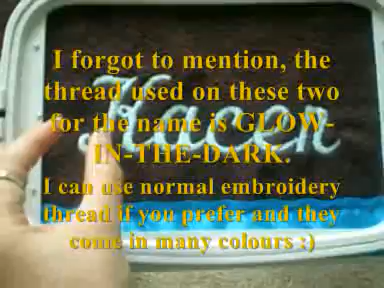 I forgot to mention, the
thread used on these two
for the name is GLOW-
IN-THE-DARK.
I can use normal embroidery
thread if you prefer and they
come in many colours :)